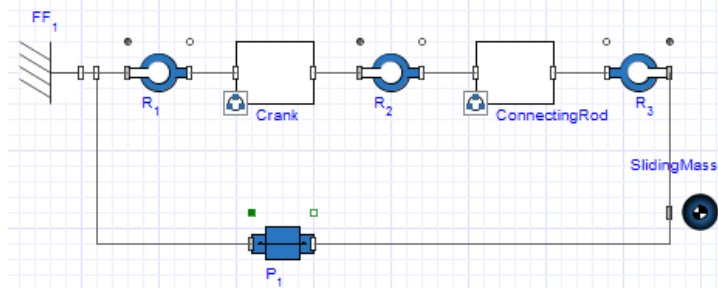 FF1
R1
Crank
R2
ConnectingRod
R3
SlidingMass
P1